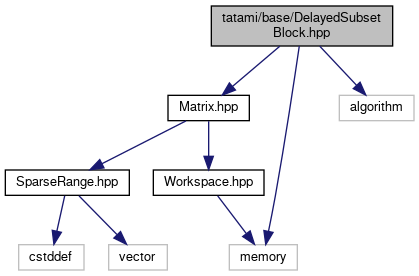 tatami/base/DelayedSubset
Block.hpp
Matrix.hpp
algorithm
SparseRange.hpp
Workspace.hpp
cstddef
vector
memory